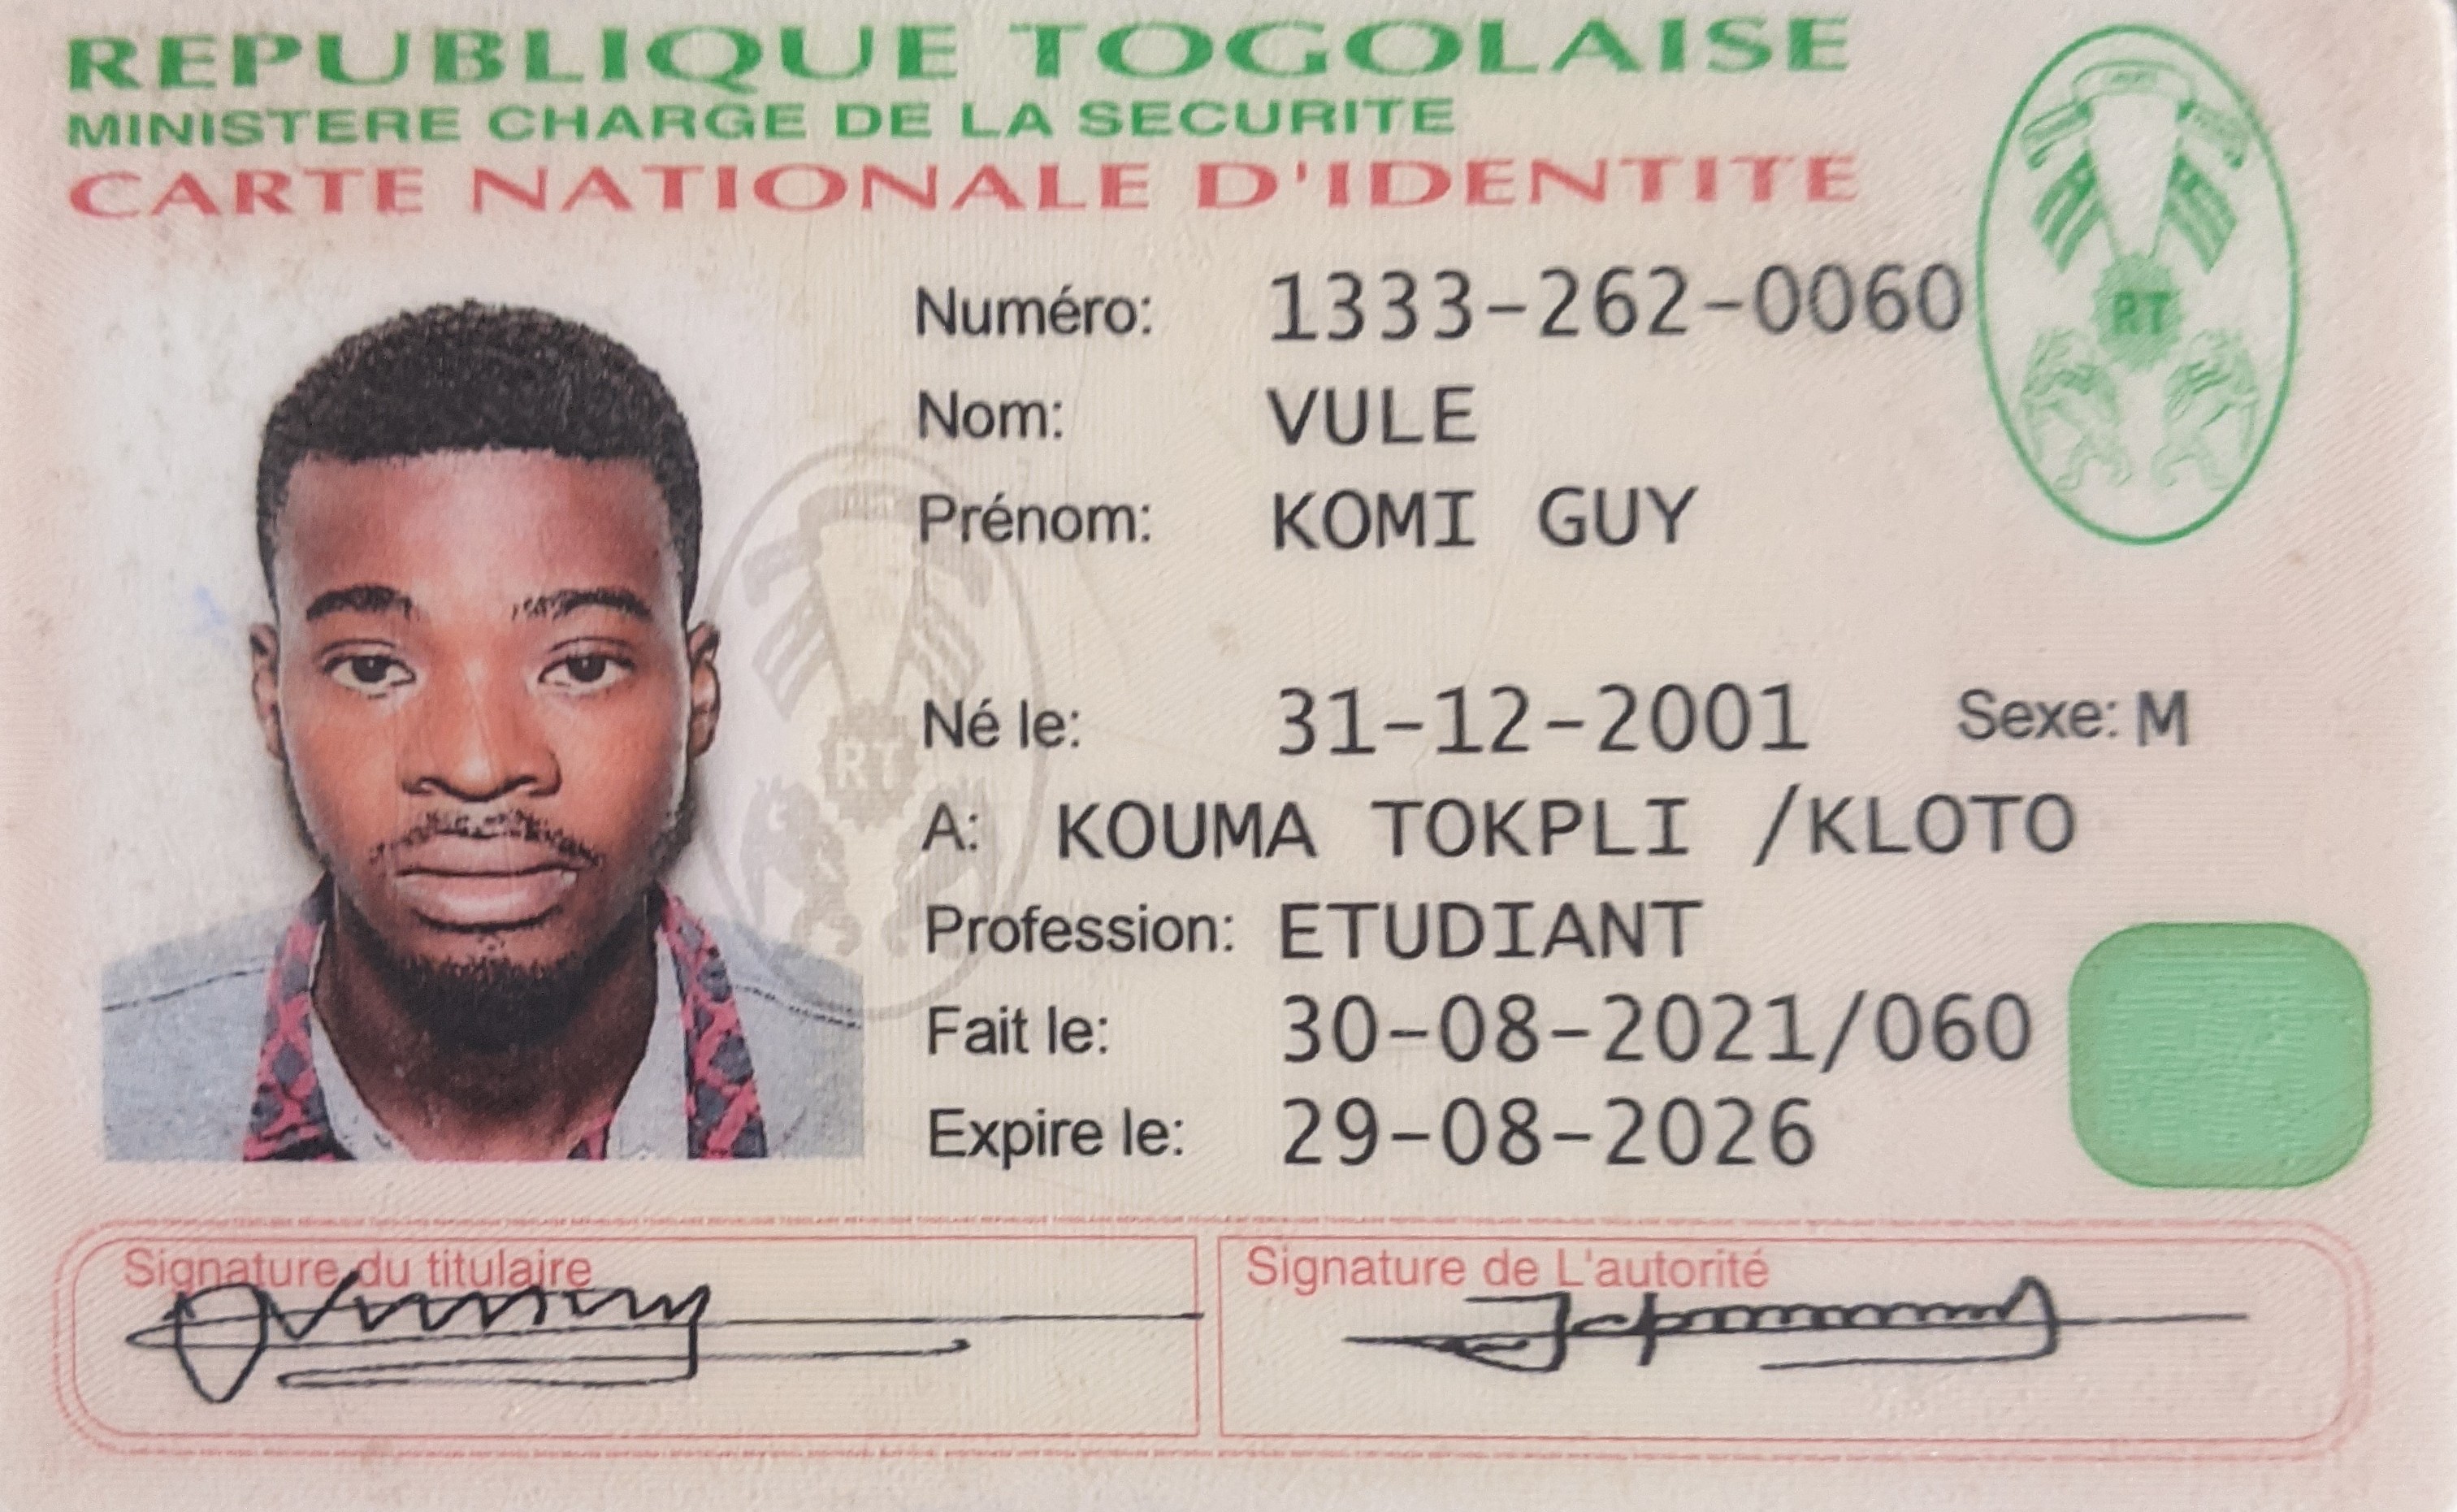 REPUBLIQUE TOGOLAISE
MINISTERE CHARGE DE LA SECURITE
CARTE NATIONALE D'IDENTITE
Numéro: 1333-262-0060
Nom: VULE
Prénom: KOMI GUY
Né le: 31-12-2001 Sexe: M
A: KOUMA TOKPLI /KLOTO
Profession: ETUDIANT
Fait le: 30-08-2021/060
Expire le: 29-08-2026
Signature du titulaire
Signature de L'autorité
RT
RT